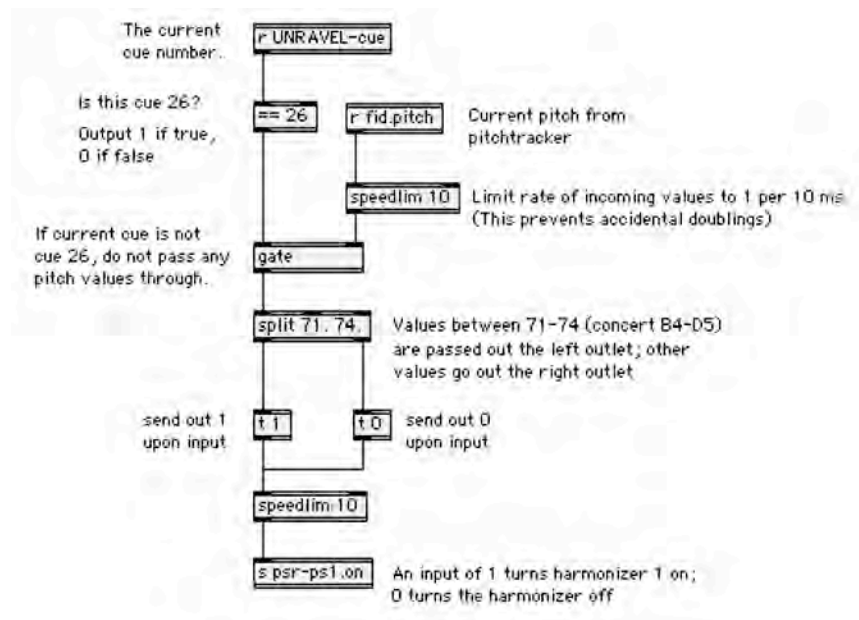 The current
cue number.
r UNRAVEL-cue
Is this cue 26?
Output 1 if true,
0 if false
== 26
r fid.pitch
Current pitch from
pitchtracker
speedlim 10
Limit rate of incoming values to 1 per 10 ms
(This prevents accidental doublings)
If current cue is not
cue 26, do not pass any
pitch values through.
gate
split 71. 74.
Values between 71-74 (concert B4-D5)
are passed out the left outlet; other
values go out the right outlet
send out 1
upon input
t 1
t 0
send out 0
upon input
speedlim 10
s psr-ps1.on
An input of 1 turns harmonizer 1 on;
0 turns the harmonizer off